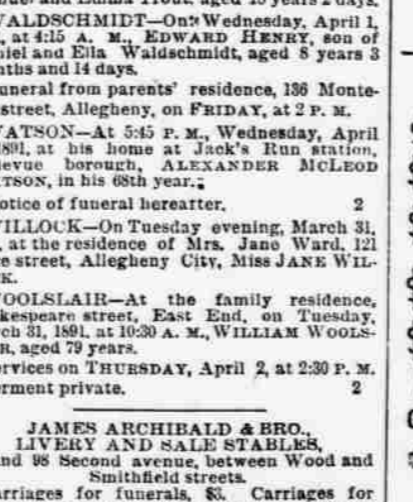 WALDSCHMIDT—On Wednesday, April 1,
, at 4:15 A. M., EDWARD HENRY, son of
niel and Ella Waldschmidt, aged 8 years 3
nths and 14 days.
uneral from parents' residence, 136 Monte-
street, Allegheny, on FRIDAY, at 2 P. M.
WATSON—At 5:45 P. M., Wednesday, April
1891, at his home at Jack's Run station,
levue borough, ALEXANDER MCLEOD
TSON, in his 68th year.
otice of funeral hereafter. 2
WILLOCK—On Tuesday evening, March 31,
, at the residence of Mrs. Jane Ward, 121
e street, Allegheny City, Miss JANE WIL-
K.
WOOLSLAIR—At the family residence,
kespeare street, East End, on Tuesday,
ch 31, 1891, at 10:30 A. M., WILLIAM WOOLS-
R, aged 79 years.
ervices on THURSDAY, April 2, at 2:30 P. M.
erment private. 2
JAMES ARCHIBALD & BRO.,
LIVERY AND SALE STABLES,
nd 98 Second avenue, between Wood and
Smithfield streets.
arriages for funerals, $3. Carriages for